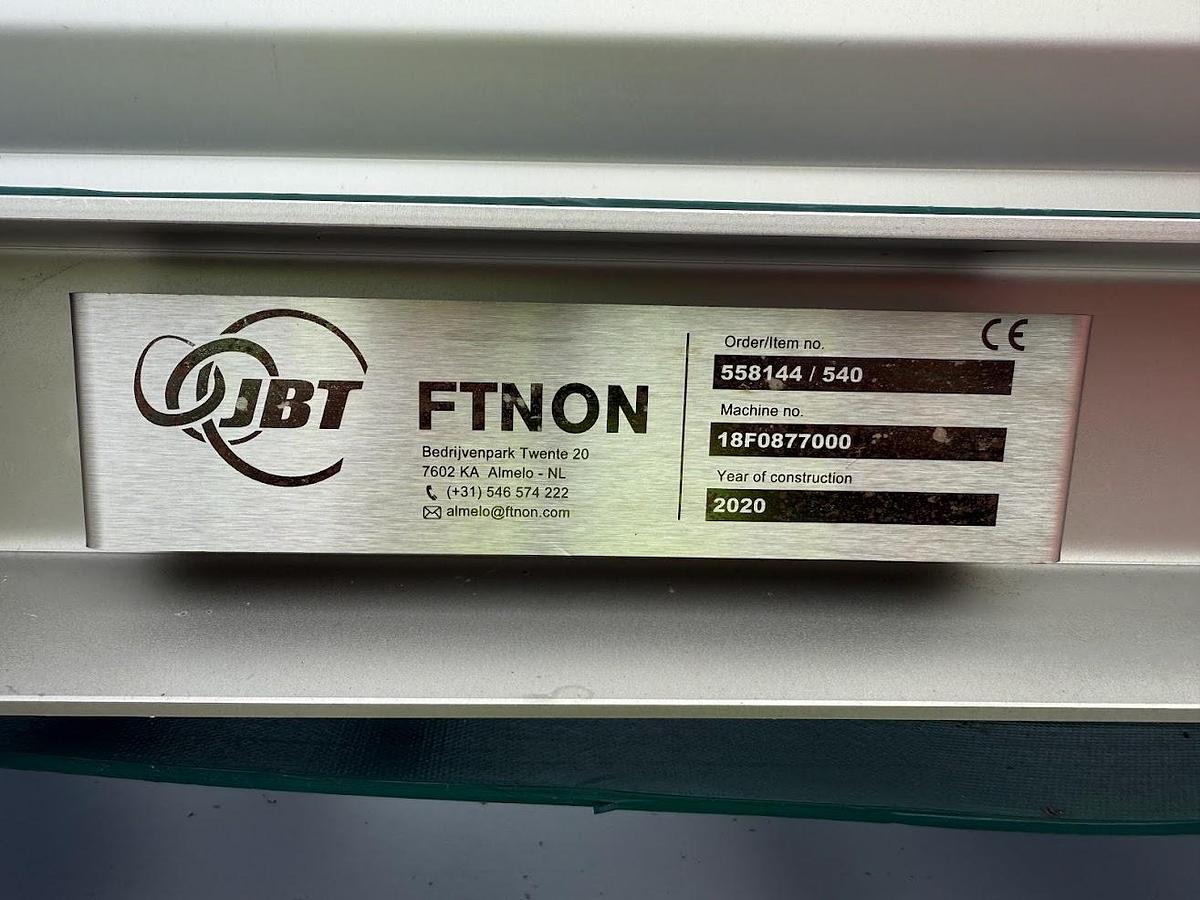 JBT
FTNON
Bedrijvenpark Twente 20
7602 KA Almelo - NL
(+31) 546 574 222
almelo@ftnon.com
CE
Order/Item no.
558144 / 540
Machine no.
18F0877000
Year of construction
2020